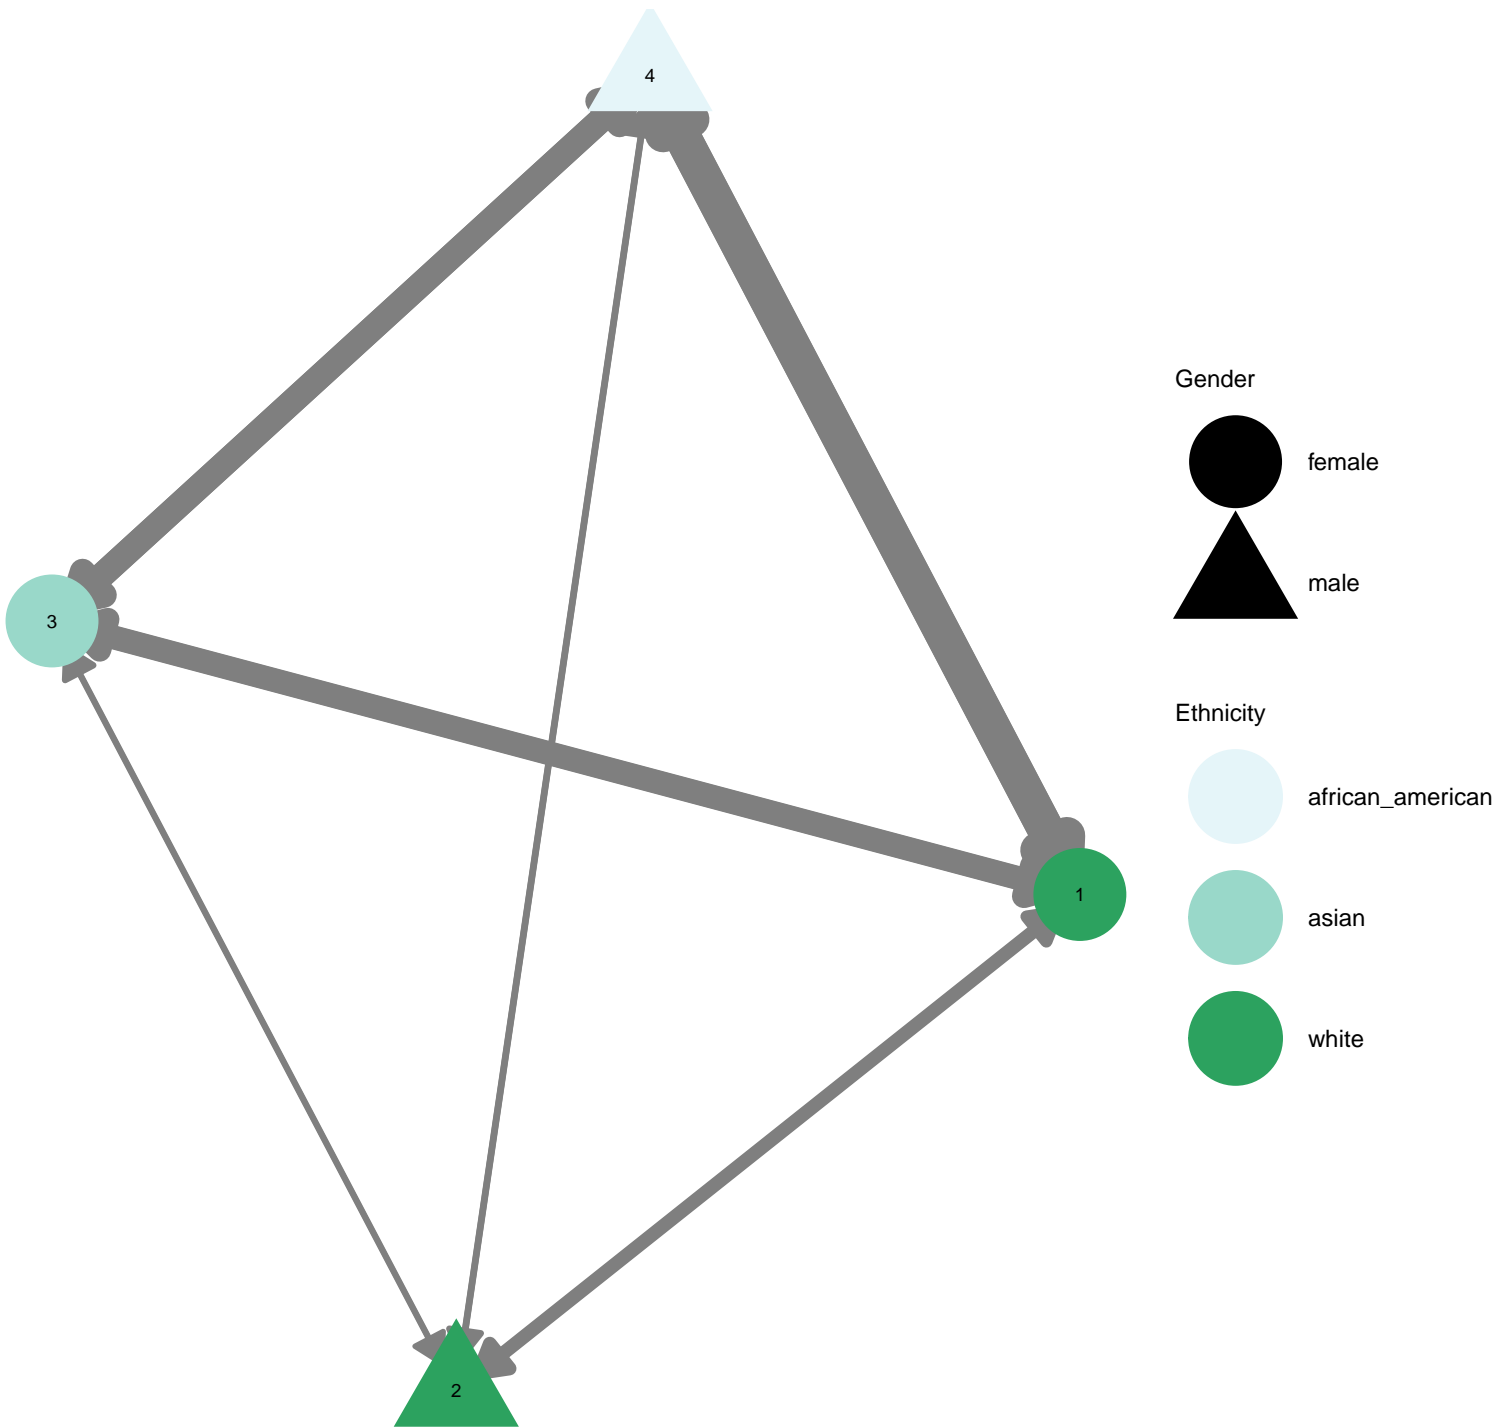 4
Gender
female
male
3
Ethnicity
african_american
1
asian
white
2